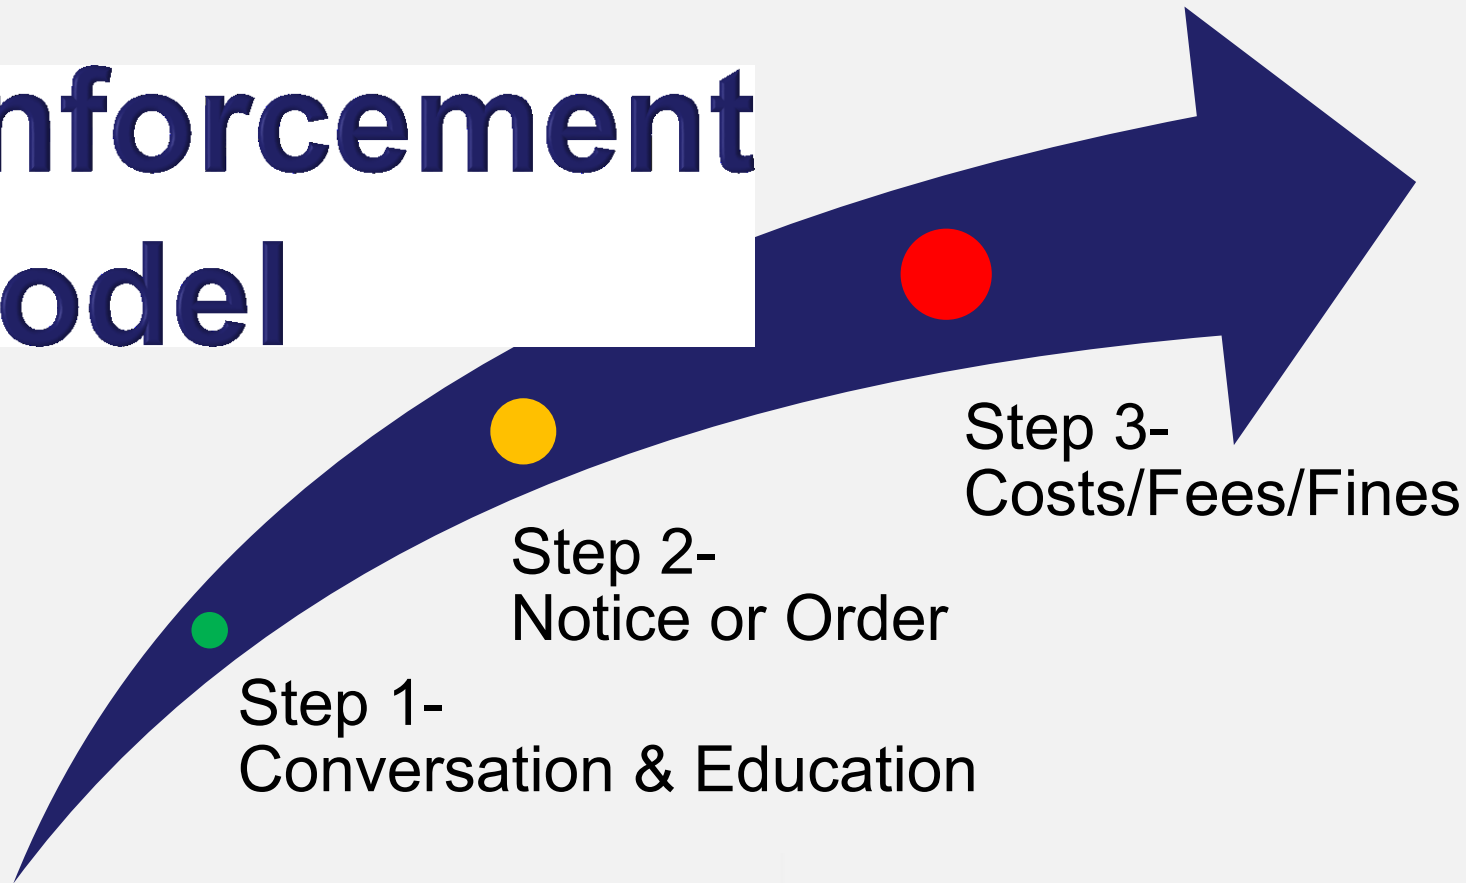 nforcement
odel
Step 3-
Costs/Fees/Fines
Step 2-
Notice or Order
Step 1-
Conversation & Education